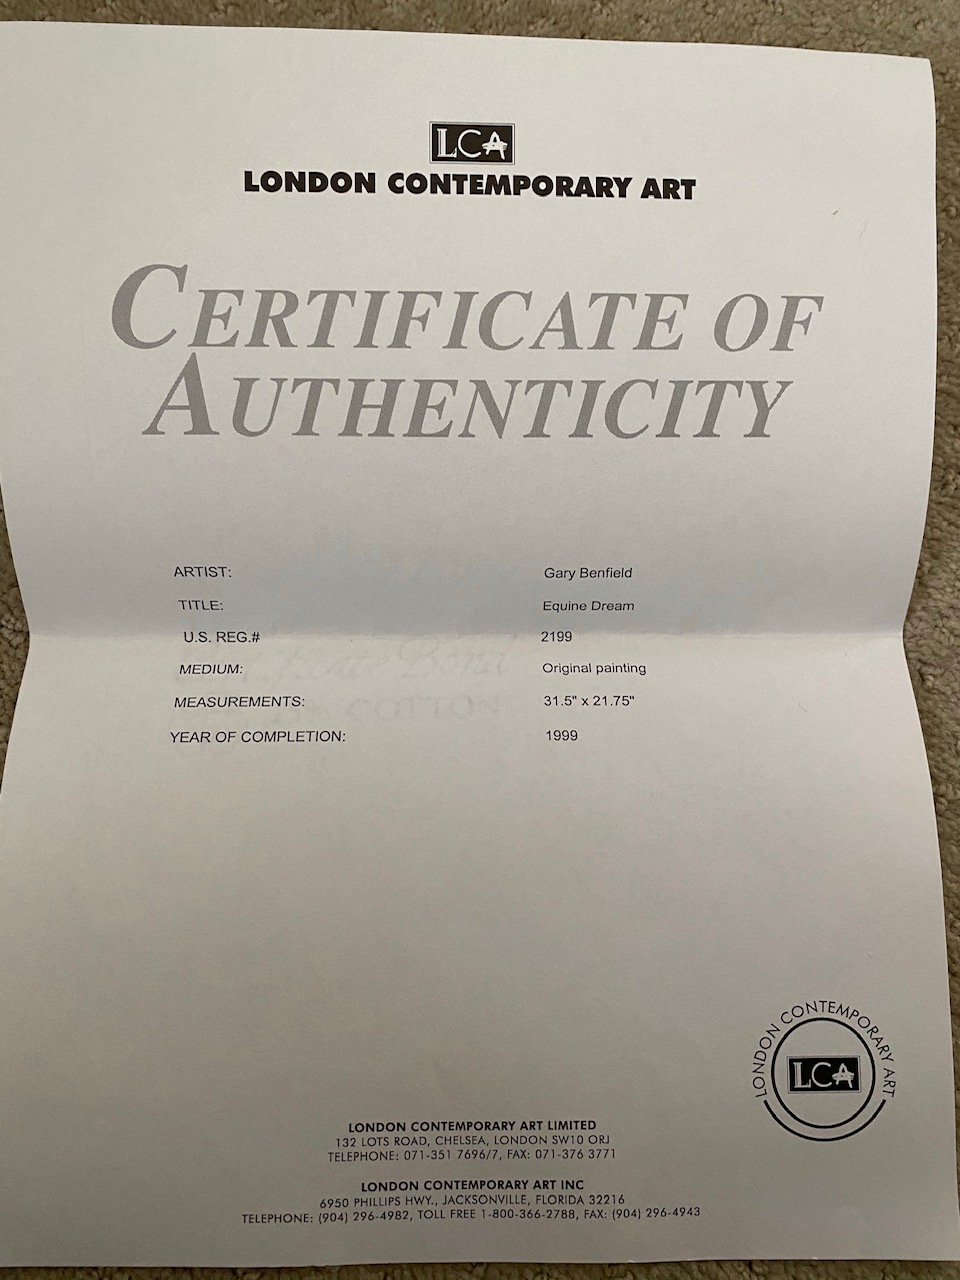 LCA
LONDON CONTEMPORARY ART
CERTIFICATE OF
AUTHENTICITY
ARTIST: Gary Benfield
TITLE: Equine Dream
U.S. REG.# 2199
MEDIUM: Original painting
MEASUREMENTS: 31.5" x 21.75"
YEAR OF COMPLETION: 1999
LONDON CONTEMPORARY ART
LCA
LONDON CONTEMPORARY ART LIMITED
132 LOTS ROAD, CHELSEA, LONDON SW10 ORJ
TELEPHONE: 071-351 7696/7, FAX: 071-376 3771
LONDON CONTEMPORARY ART INC
6950 PHILLIPS HWY., JACKSONVILLE, FLORIDA 32216
TELEPHONE: (904) 296-4982, TOLL FREE 1-800-366-2788, FAX: (904) 296-4943